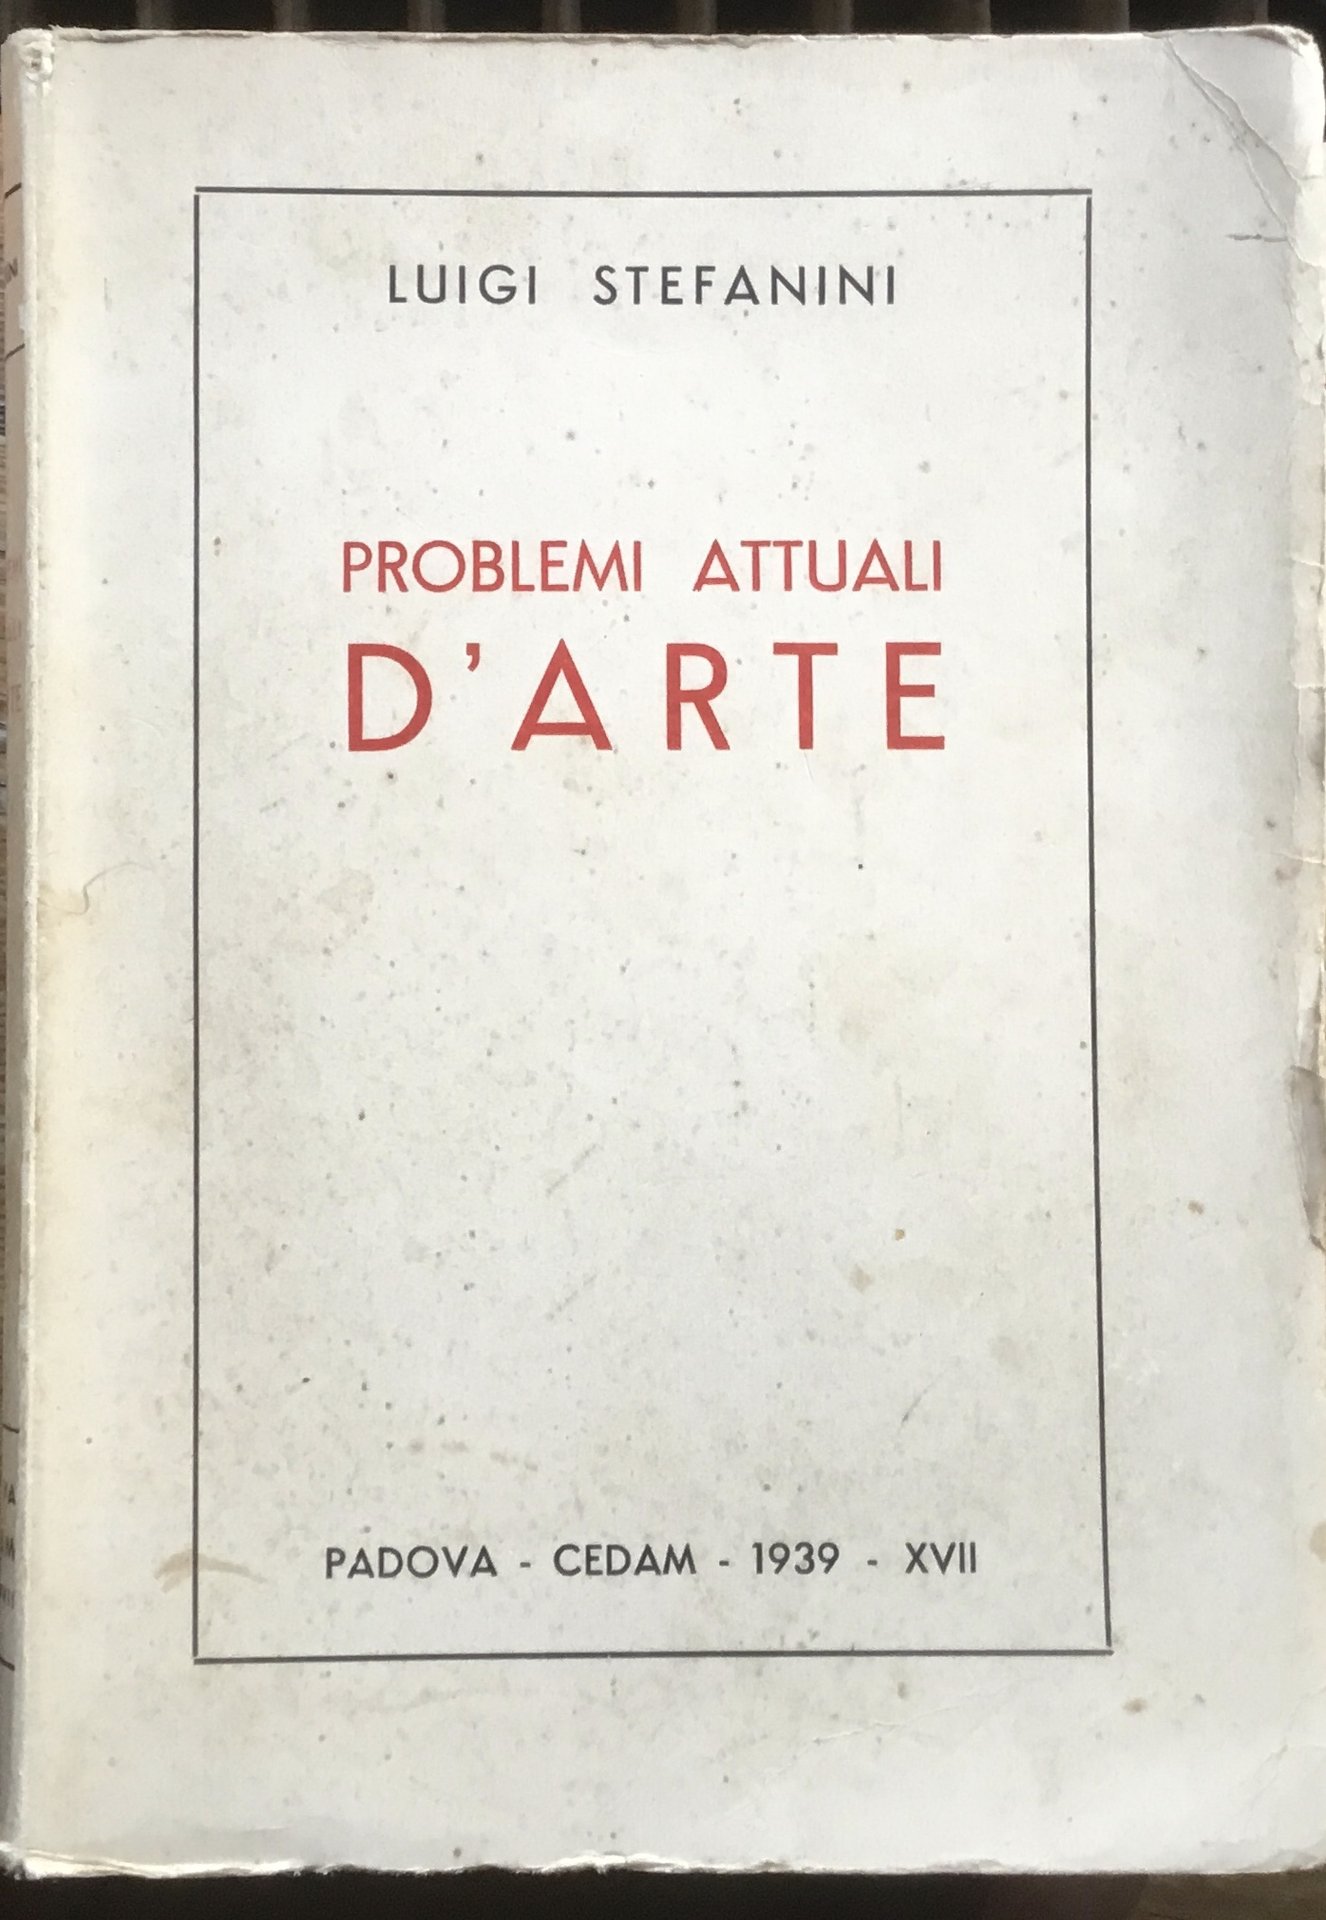 LUIGI STEFANINI
PROBLEMI ATTUALI
D'ARTE
PADOVA - CEDAM - 1939 - XVII